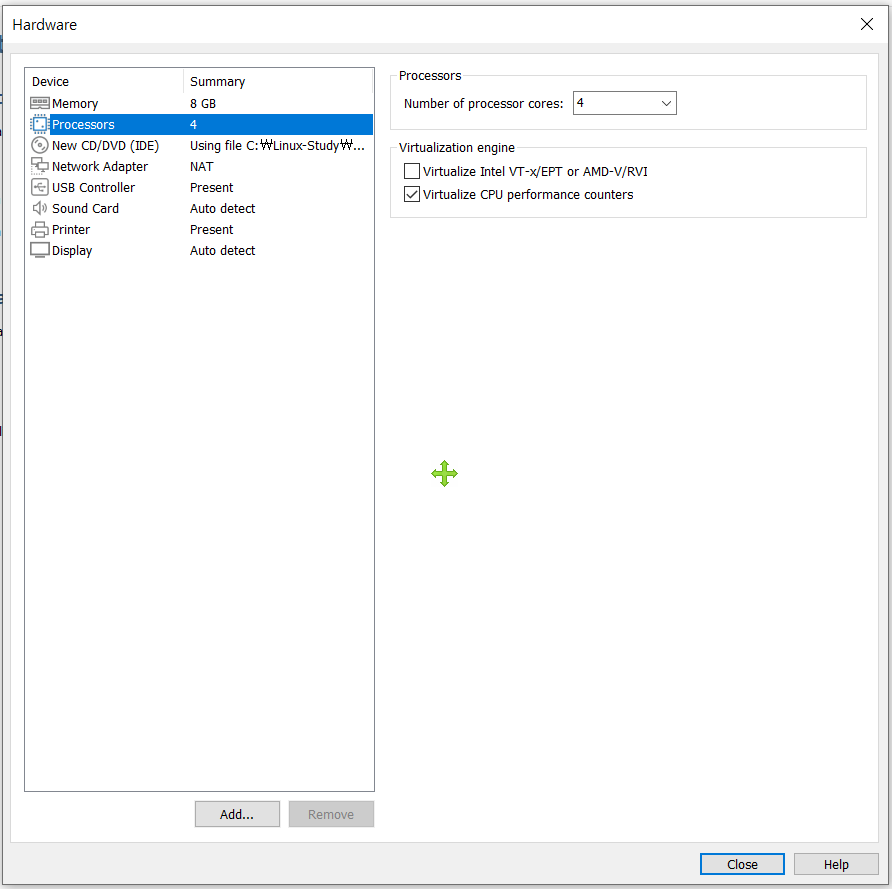 Hardware
Device Summary
Memory 8 GB
Processors 4
New CD/DVD (IDE) Using file C:₩Linux-Study₩...
Network Adapter NAT
USB Controller Present
Sound Card Auto detect
Printer Present
Display Auto detect
Add... Remove
Processors
Number of processor cores: 4
Virtualization engine
Virtualize Intel VT-x/EPT or AMD-V/RVI
Virtualize CPU performance counters
Close Help